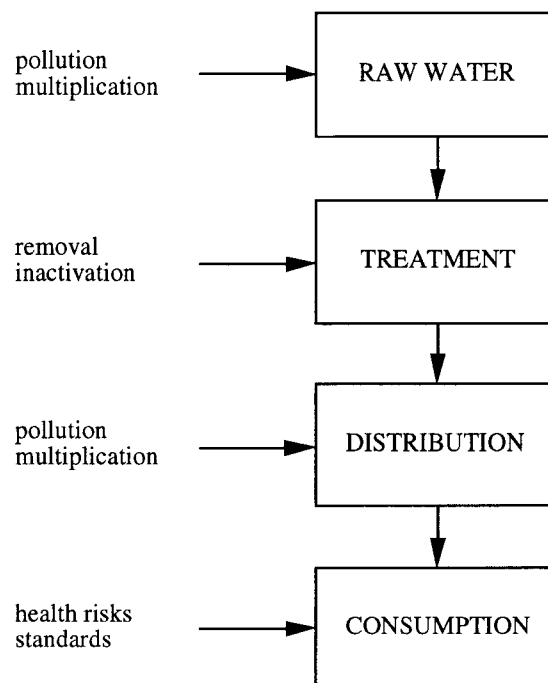 pollution
multiplication
RAW WATER
removal
inactivation
TREATMENT
pollution
multiplication
DISTRIBUTION
health risks
standards
CONSUMPTION